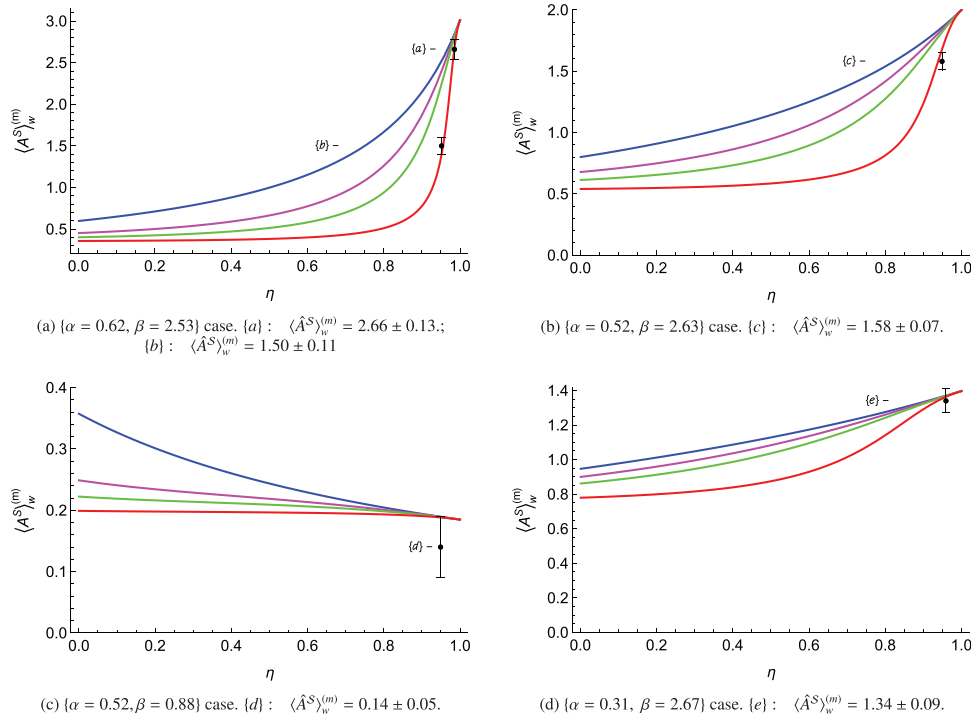 3.0
2.5
2.0
1.5
1.0
0.5
⟨A^S⟩_w^(m)
{a} –
{b} –
0.0 0.2 0.4 0.6 0.8 1.0
η
(a) {α = 0.62, β = 2.53} case. {a} : ⟨Â^S⟩_w^(m) = 2.66 ± 0.13.;
{b} : ⟨Â^S⟩_w^(m) = 1.50 ± 0.11
2.0
1.5
1.0
0.5
0.0
⟨A^S⟩_w^(m)
{c} –
0.0 0.2 0.4 0.6 0.8 1.0
η
(b) {α = 0.52, β = 2.63} case. {c} : ⟨Â^S⟩_w^(m) = 1.58 ± 0.07.
0.4
0.3
0.2
0.1
0.0
⟨A^S⟩_w^(m)
{d} –
0.0 0.2 0.4 0.6 0.8 1.0
η
(c) {α = 0.52, β = 0.88} case. {d} : ⟨Â^S⟩_w^(m) = 0.14 ± 0.05.
1.4
1.2
1.0
0.8
0.6
0.4
0.2
0.0
⟨A^S⟩_w^(m)
{e} –
0.0 0.2 0.4 0.6 0.8 1.0
η
(d) {α = 0.31, β = 2.67} case. {e} : ⟨Â^S⟩_w^(m) = 1.34 ± 0.09.